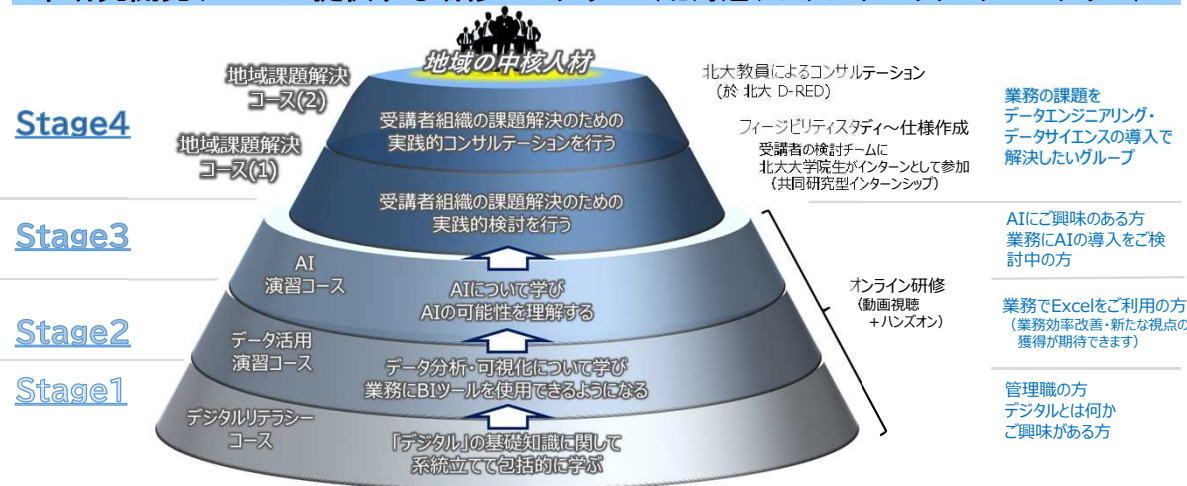 研究開発 提供する研修
地域の中核人材
Stage4
地域課題解決
コース(2)
受講者組織の課題解決のための
実践的コンサルテーションを行う
北大教員によるコンサルテーション
(於 北大 D-RED)
地域課題解決
コース(1)
受講者組織の課題解決のための
実践的検討を行う
フィージビリティスタディ～仕様作成
受講者の検討チームに
北大大学院生がインターンとして参加
(共同研究型インターンシップ)
業務の課題を
データエンジニアリング・
データサイエンスの導入で
解決したいグループ
Stage3
AI
演習コース
AIについて学び
AIの可能性を理解する
AIにご興味のある方
業務にAIの導入をご検
討中の方
オンライン研修
(動画視聴
+ハンズオン)
Stage2
データ活用
演習コース
データ分析・可視化について学び
業務にBIツールを使用できるようになる
業務でExcelをご利用の方
(業務効率改善・新たな視点の
獲得が期待できます)
Stage1
デジタルリテラシー
コース
「デジタル」の基礎知識に関して
系統立てて包括的に学ぶ
管理職の方
デジタルとは何か
ご興味がある方